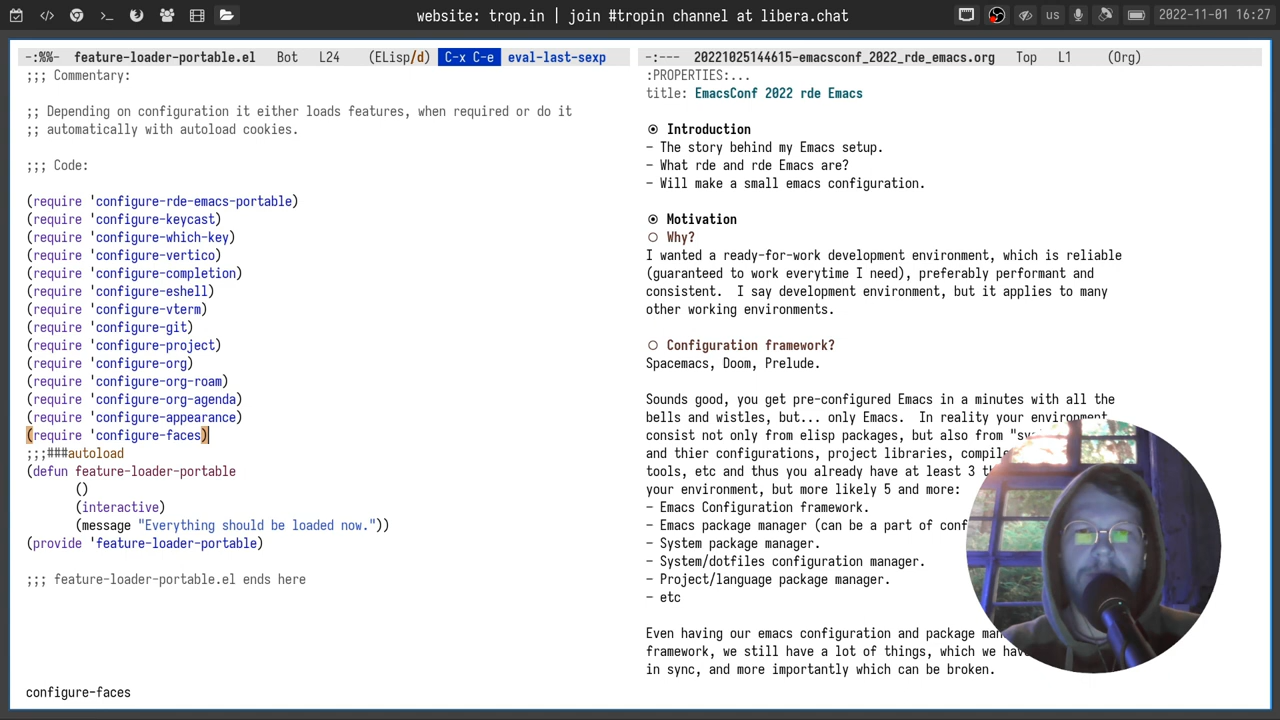 website: trop.in | join #tropin channel at libera.chat
us
2022-11-01 16:27
-:%%- feature-loader-portable.el Bot L24 (ELisp/d) C-x C-e eval-last-sexp
;;; Commentary:
;; Depending on configuration it either loads features, when required or do it
;; automatically with autoload cookies.
;;; Code:
(require 'configure-rde-emacs-portable)
(require 'configure-keycast)
(require 'configure-which-key)
(require 'configure-vertico)
(require 'configure-completion)
(require 'configure-eshell)
(require 'configure-vterm)
(require 'configure-git)
(require 'configure-project)
(require 'configure-org)
(require 'configure-org-roam)
(require 'configure-org-agenda)
(require 'configure-appearance)
(require 'configure-faces)
;;;###autoload
(defun feature-loader-portable
()
(interactive)
(message "Everything should be loaded now."))
(provide 'feature-loader-portable)
;;; feature-loader-portable.el ends here
configure-faces
-:--- 20221025144615-emacsconf_2022_rde_emacs.org Top L1 (Org)
:PROPERTIES:...
title: EmacsConf 2022 rde Emacs
Introduction
- The story behind my Emacs setup.
- What rde and rde Emacs are?
- Will make a small emacs configuration.
Motivation
Why?
I wanted a ready-for-work development environment, which is reliable
(guaranteed to work everytime I need), preferably performant and
consistent. I say development environment, but it applies to many
other working environments.
Configuration framework?
Spacemacs, Doom, Prelude.
Sounds good, you get pre-configured Emacs in a minutes with all the
bells and wistles, but... only Emacs. In reality your environment
consist not only from elisp packages, but also from
and thier configurations, project libraries,
tools, etc and thus you already have at least 3
your environment, but more likely 5 and more:
- Emacs Configuration framework.
- Emacs package manager (can be a part of
- System package manager.
- System/dotfiles configuration manager.
- Project/language package manager.
- etc
Even having our emacs configuration and package
framework, we still have a lot of things, which we
in sync, and more importantly which can be broken.